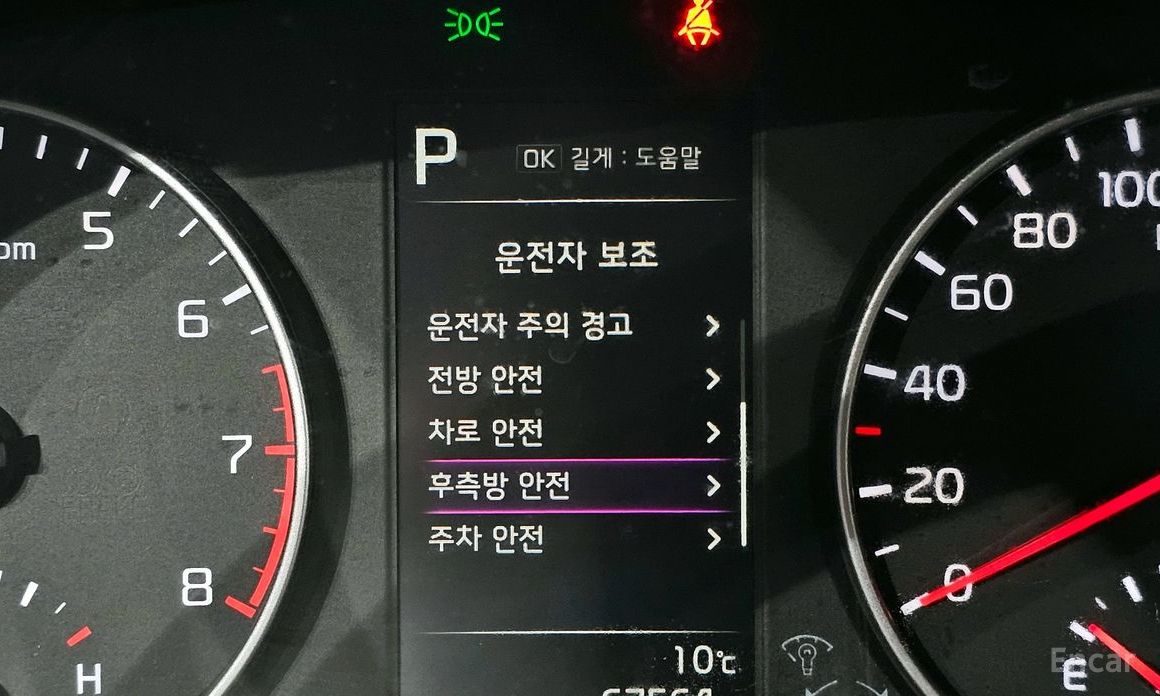 P
OK 길게 : 도움말
운전자 보조
운전자 주의 경고
전방 안전
차로 안전
후측방 안전
주차 안전
10℃
5
6
7
8
H
100
80
60
40
20
0
E
Encar